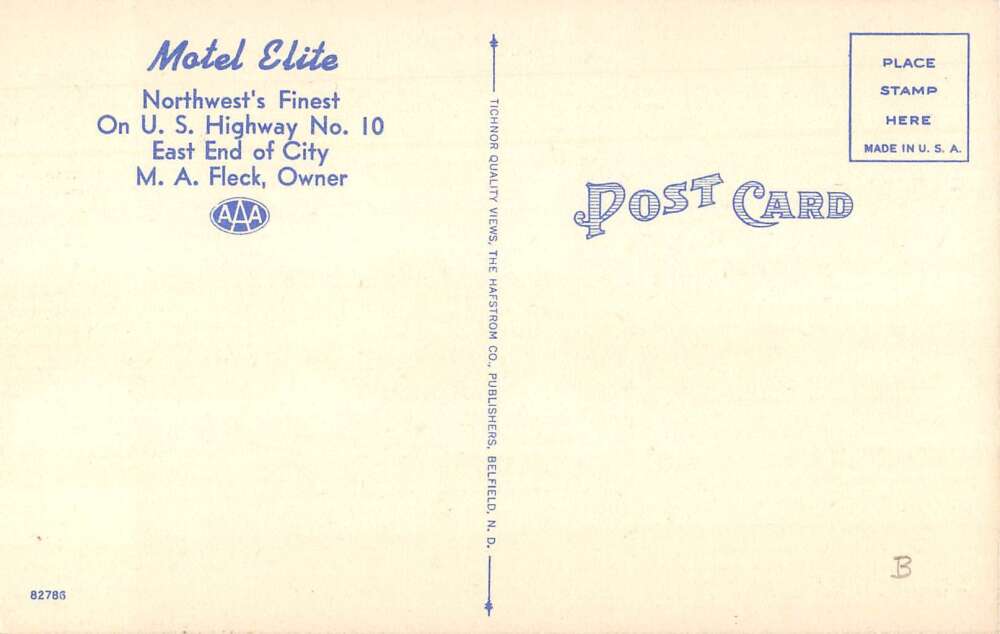 Motel Elite
Northwest's Finest
On U. S. Highway No. 10
East End of City
M. A. Fleck, Owner
AAA
TICHNOR QUALITY VIEWS, THE HAFSTROM CO., PUBLISHERS, BELFIELD, N. D.
PLACE
STAMP
HERE
MADE IN U. S. A.
POST CARD
B
82786